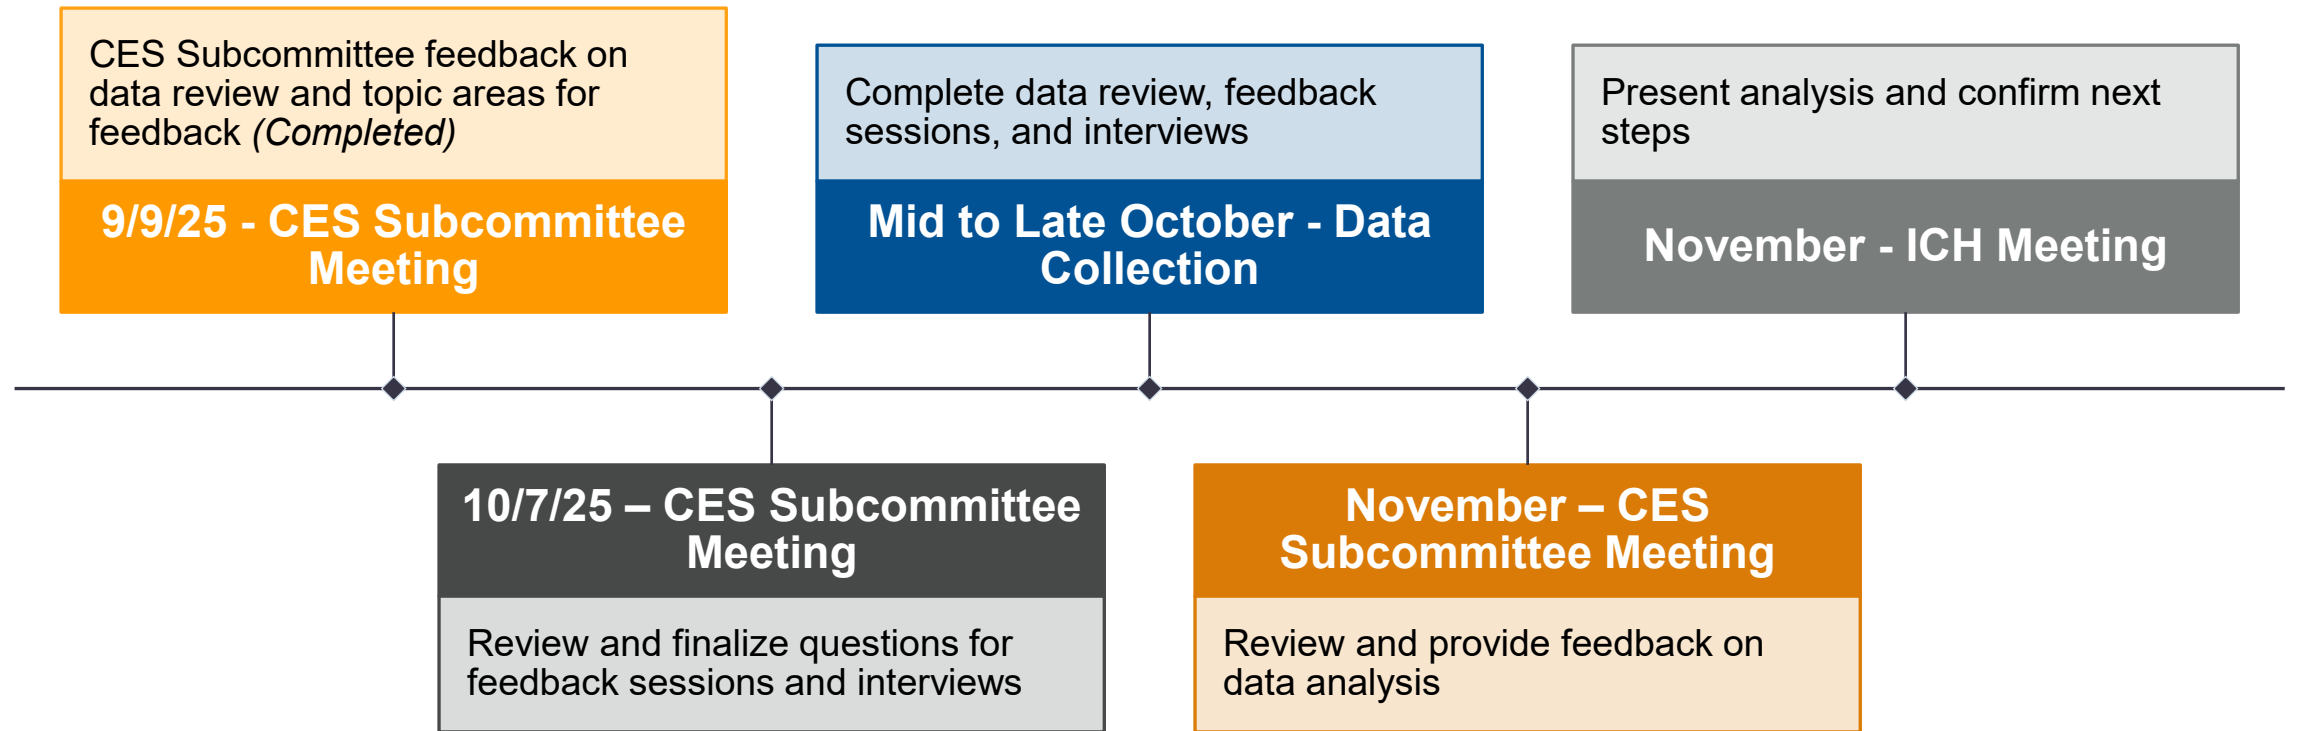 CES Subcommittee feedback on
data review and topic areas for
feedback (Completed)
9/9/25 - CES Subcommittee
Meeting
10/7/25 – CES Subcommittee
Meeting
Review and finalize questions for
feedback sessions and interviews
Complete data review, feedback
sessions, and interviews
Mid to Late October - Data
Collection
November – CES
Subcommittee Meeting
Review and provide feedback on
data analysis
Present analysis and confirm next
steps
November - ICH Meeting